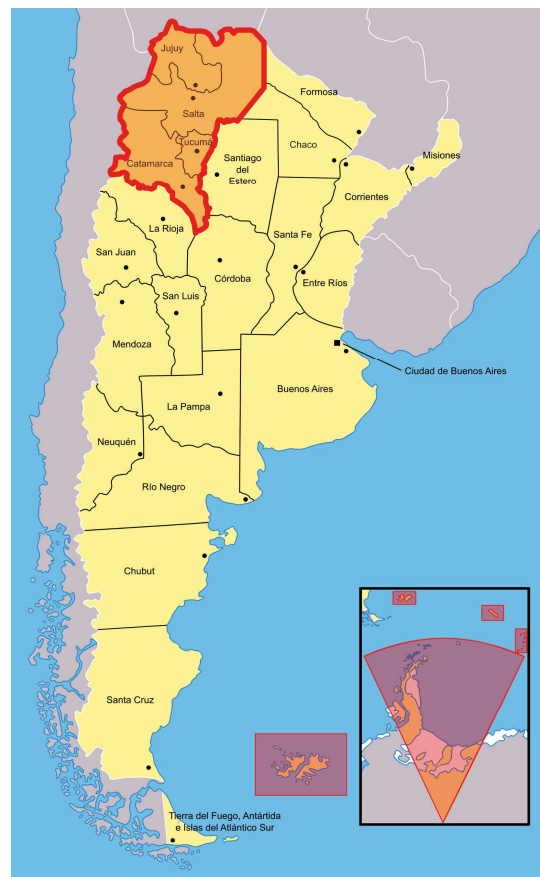 Jujuy
Formosa
Salta
Chaco
Tucumá
Misiones
Catamarca
Santiago
del
Estero
Corrientes
La Rioja
Santa Fe
San Juan
Córdoba
Entre Ríos
San Luis
Mendoza
Ciudad de Buenos Aires
Buenos Aires
La Pampa
Neuquén
Río Negro
Chubut
Santa Cruz
Tierra del Fuego, Antártida
e Islas del Atlántico Sur